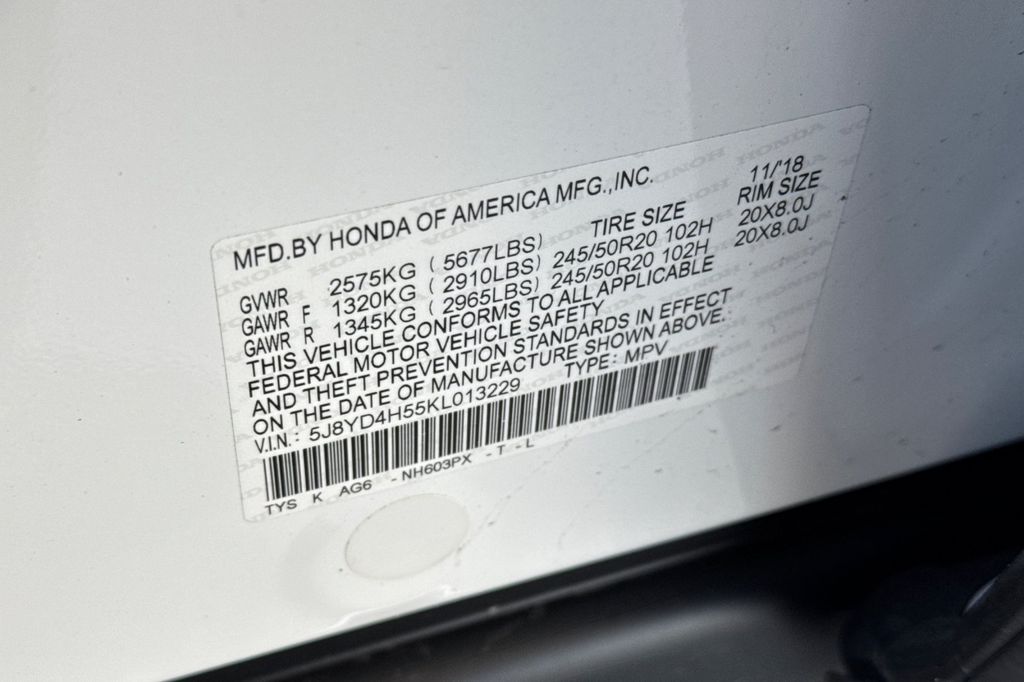 MFD.BY HONDA OF AMERICA MFG.,INC. 11/'18
TIRE SIZE RIM SIZE
GVWR 2575KG ( 5677LBS)
GAWR F 1320KG ( 2910LBS) 245/50R20 102H 20X8.0J
GAWR R 1345KG ( 2965LBS) 245/50R20 102H 20X8.0J
THIS VEHICLE CONFORMS TO ALL APPLICABLE
FEDERAL MOTOR VEHICLE SAFETY
AND THEFT PREVENTION STANDARDS IN EFFECT
ON THE DATE OF MANUFACTURE SHOWN ABOVE.
V.I.N.: 5J8YD4H55KL013229 TYPE: MPV
TYS K AG6 -NH603PX -T -L